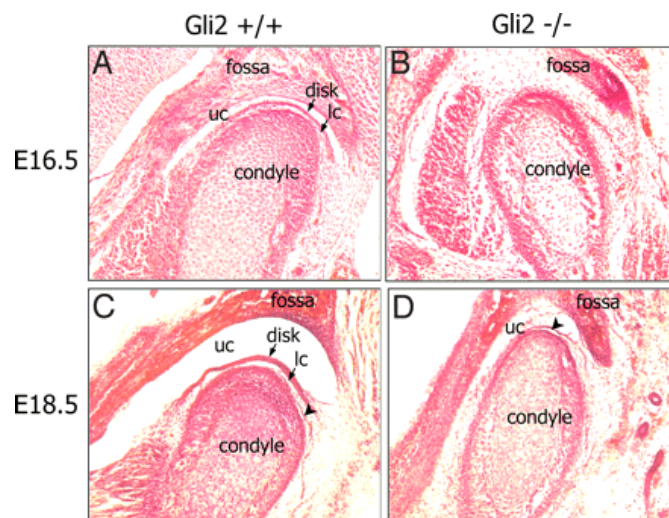 Gli2 +/+
Gli2 -/-
E16.5
A
fossa
disk
uc
lc
condyle
B
fossa
condyle
E18.5
C
fossa
disk
uc
lc
condyle
D
fossa
uc
condyle